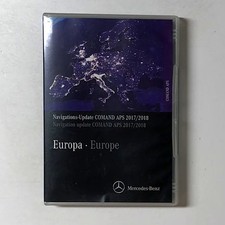 Navigations-Update COMAND APS 2017/2018
Navigation update COMAND APS 2017/2018
Europa · Europe
Mercedes-Benz